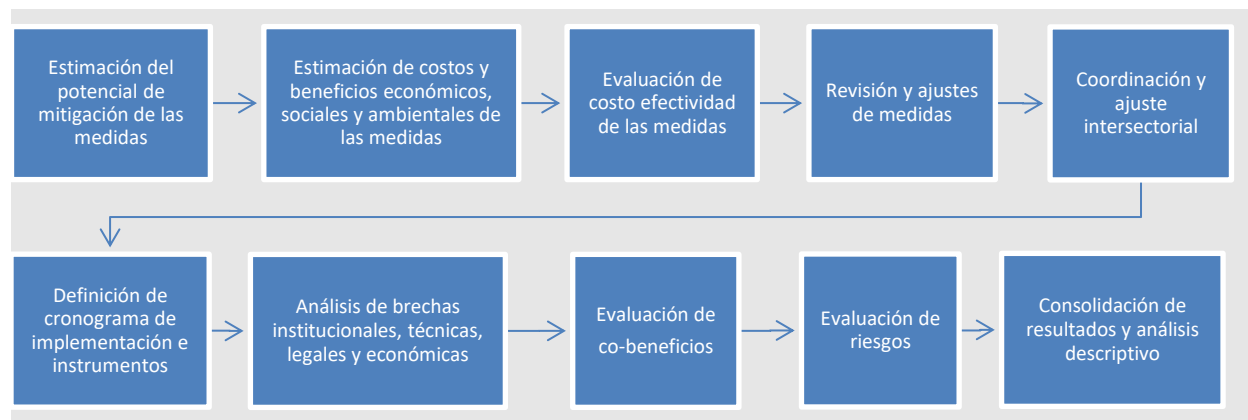 Estimación del
potencial de
mitigación de las
medidas
Estimación de costos y
beneficios económicos,
sociales y ambientales de
las medidas
Evaluación de
costo efectividad
de las medidas
Revisión y ajustes
de medidas
Coordinación y
ajuste
intersectorial
Definición de
cronograma de
implementación e
instrumentos
Análisis de brechas
institucionales, técnicas,
legales y económicas
Evaluación de
co-beneficios
Evaluación de
riesgos
Consolidación de
resultados y análisis
descriptivo